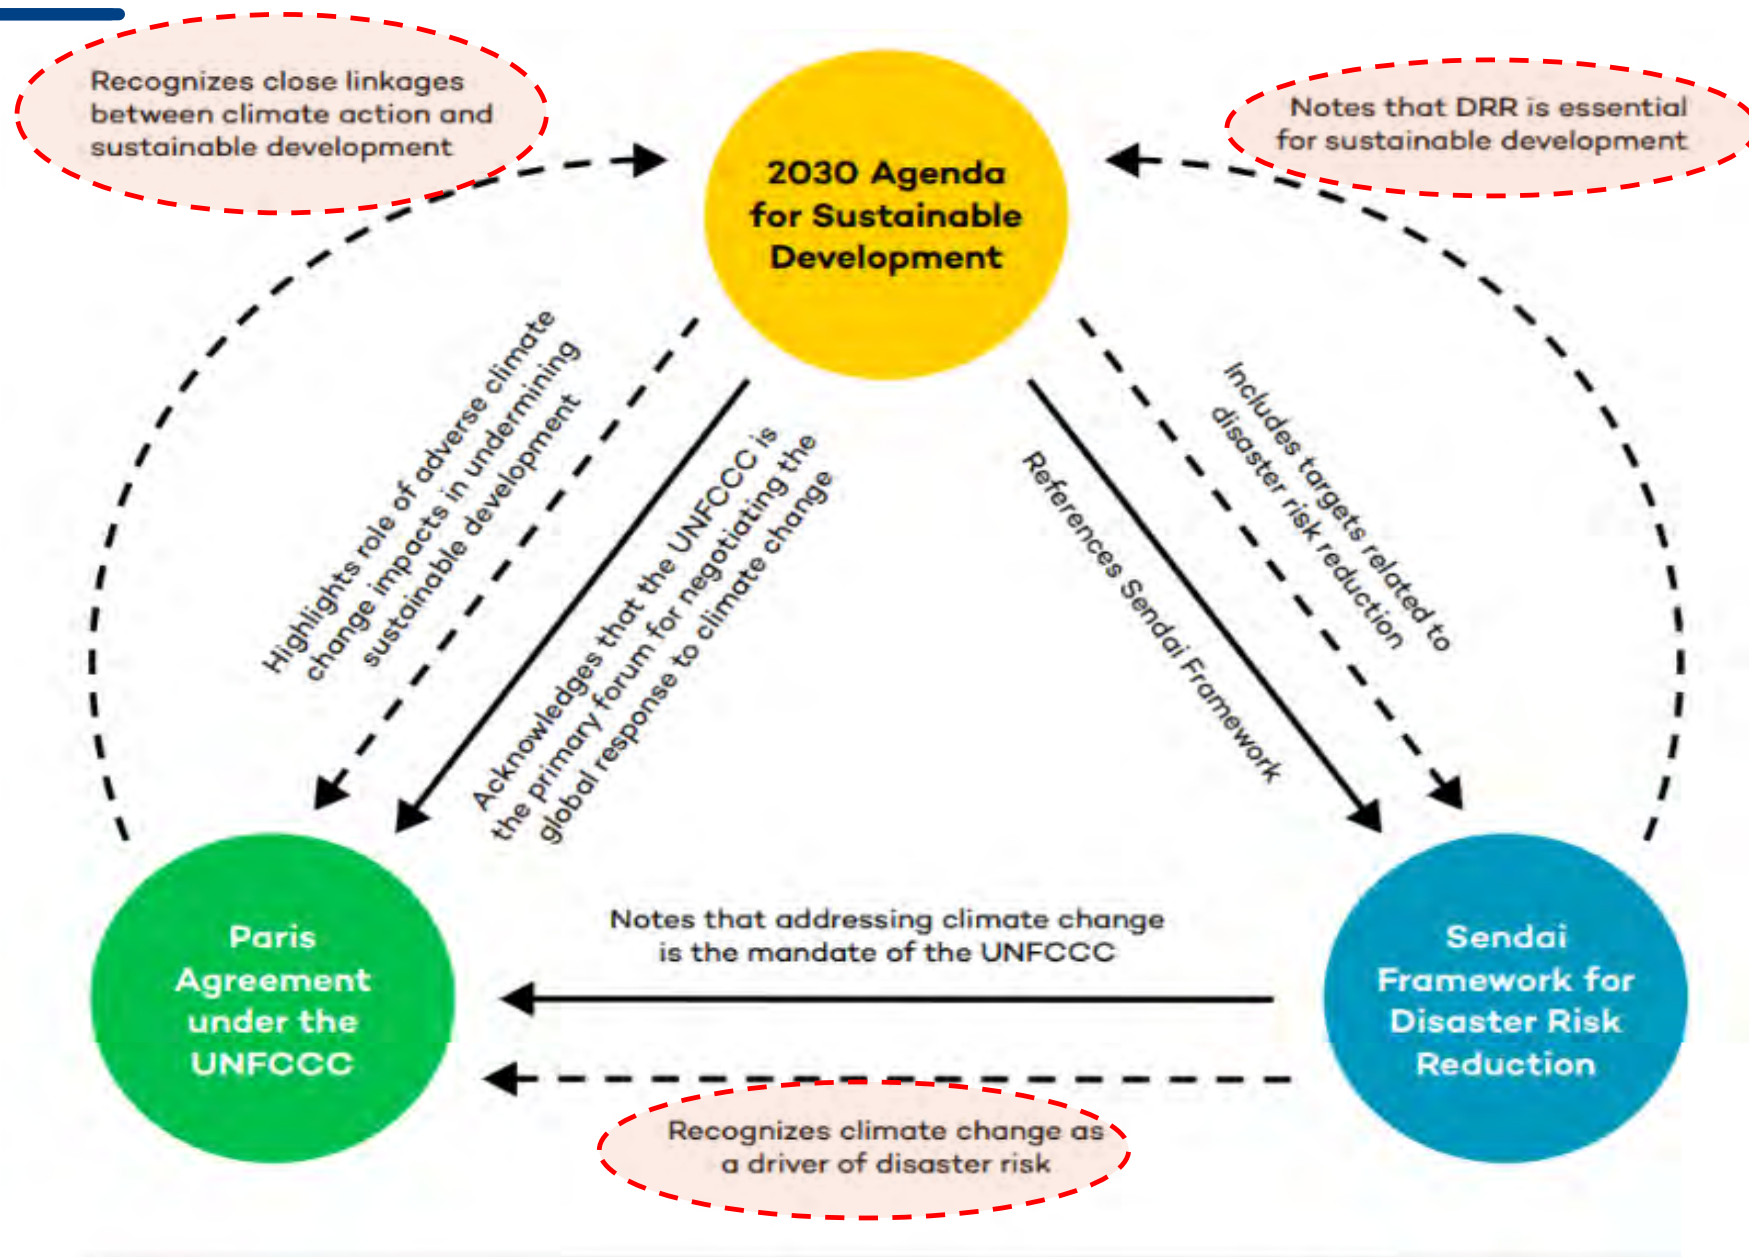 Recognizes close linkages
between climate action and
sustainable development
Notes that DRR is essential
for sustainable development
2030 Agenda
for Sustainable
Development
Highlights role of adverse climate
change impacts in undermining
sustainable development
Acknowledges that the UNFCCC is
the primary forum for negotiating the
global response to climate change
References Sendai Framework
Includes targets related to
disaster risk reduction
Paris
Agreement
under the
UNFCCC
Notes that addressing climate change
is the mandate of the UNFCCC
Sendai
Framework for
Disaster Risk
Reduction
Recognizes climate change as
a driver of disaster risk